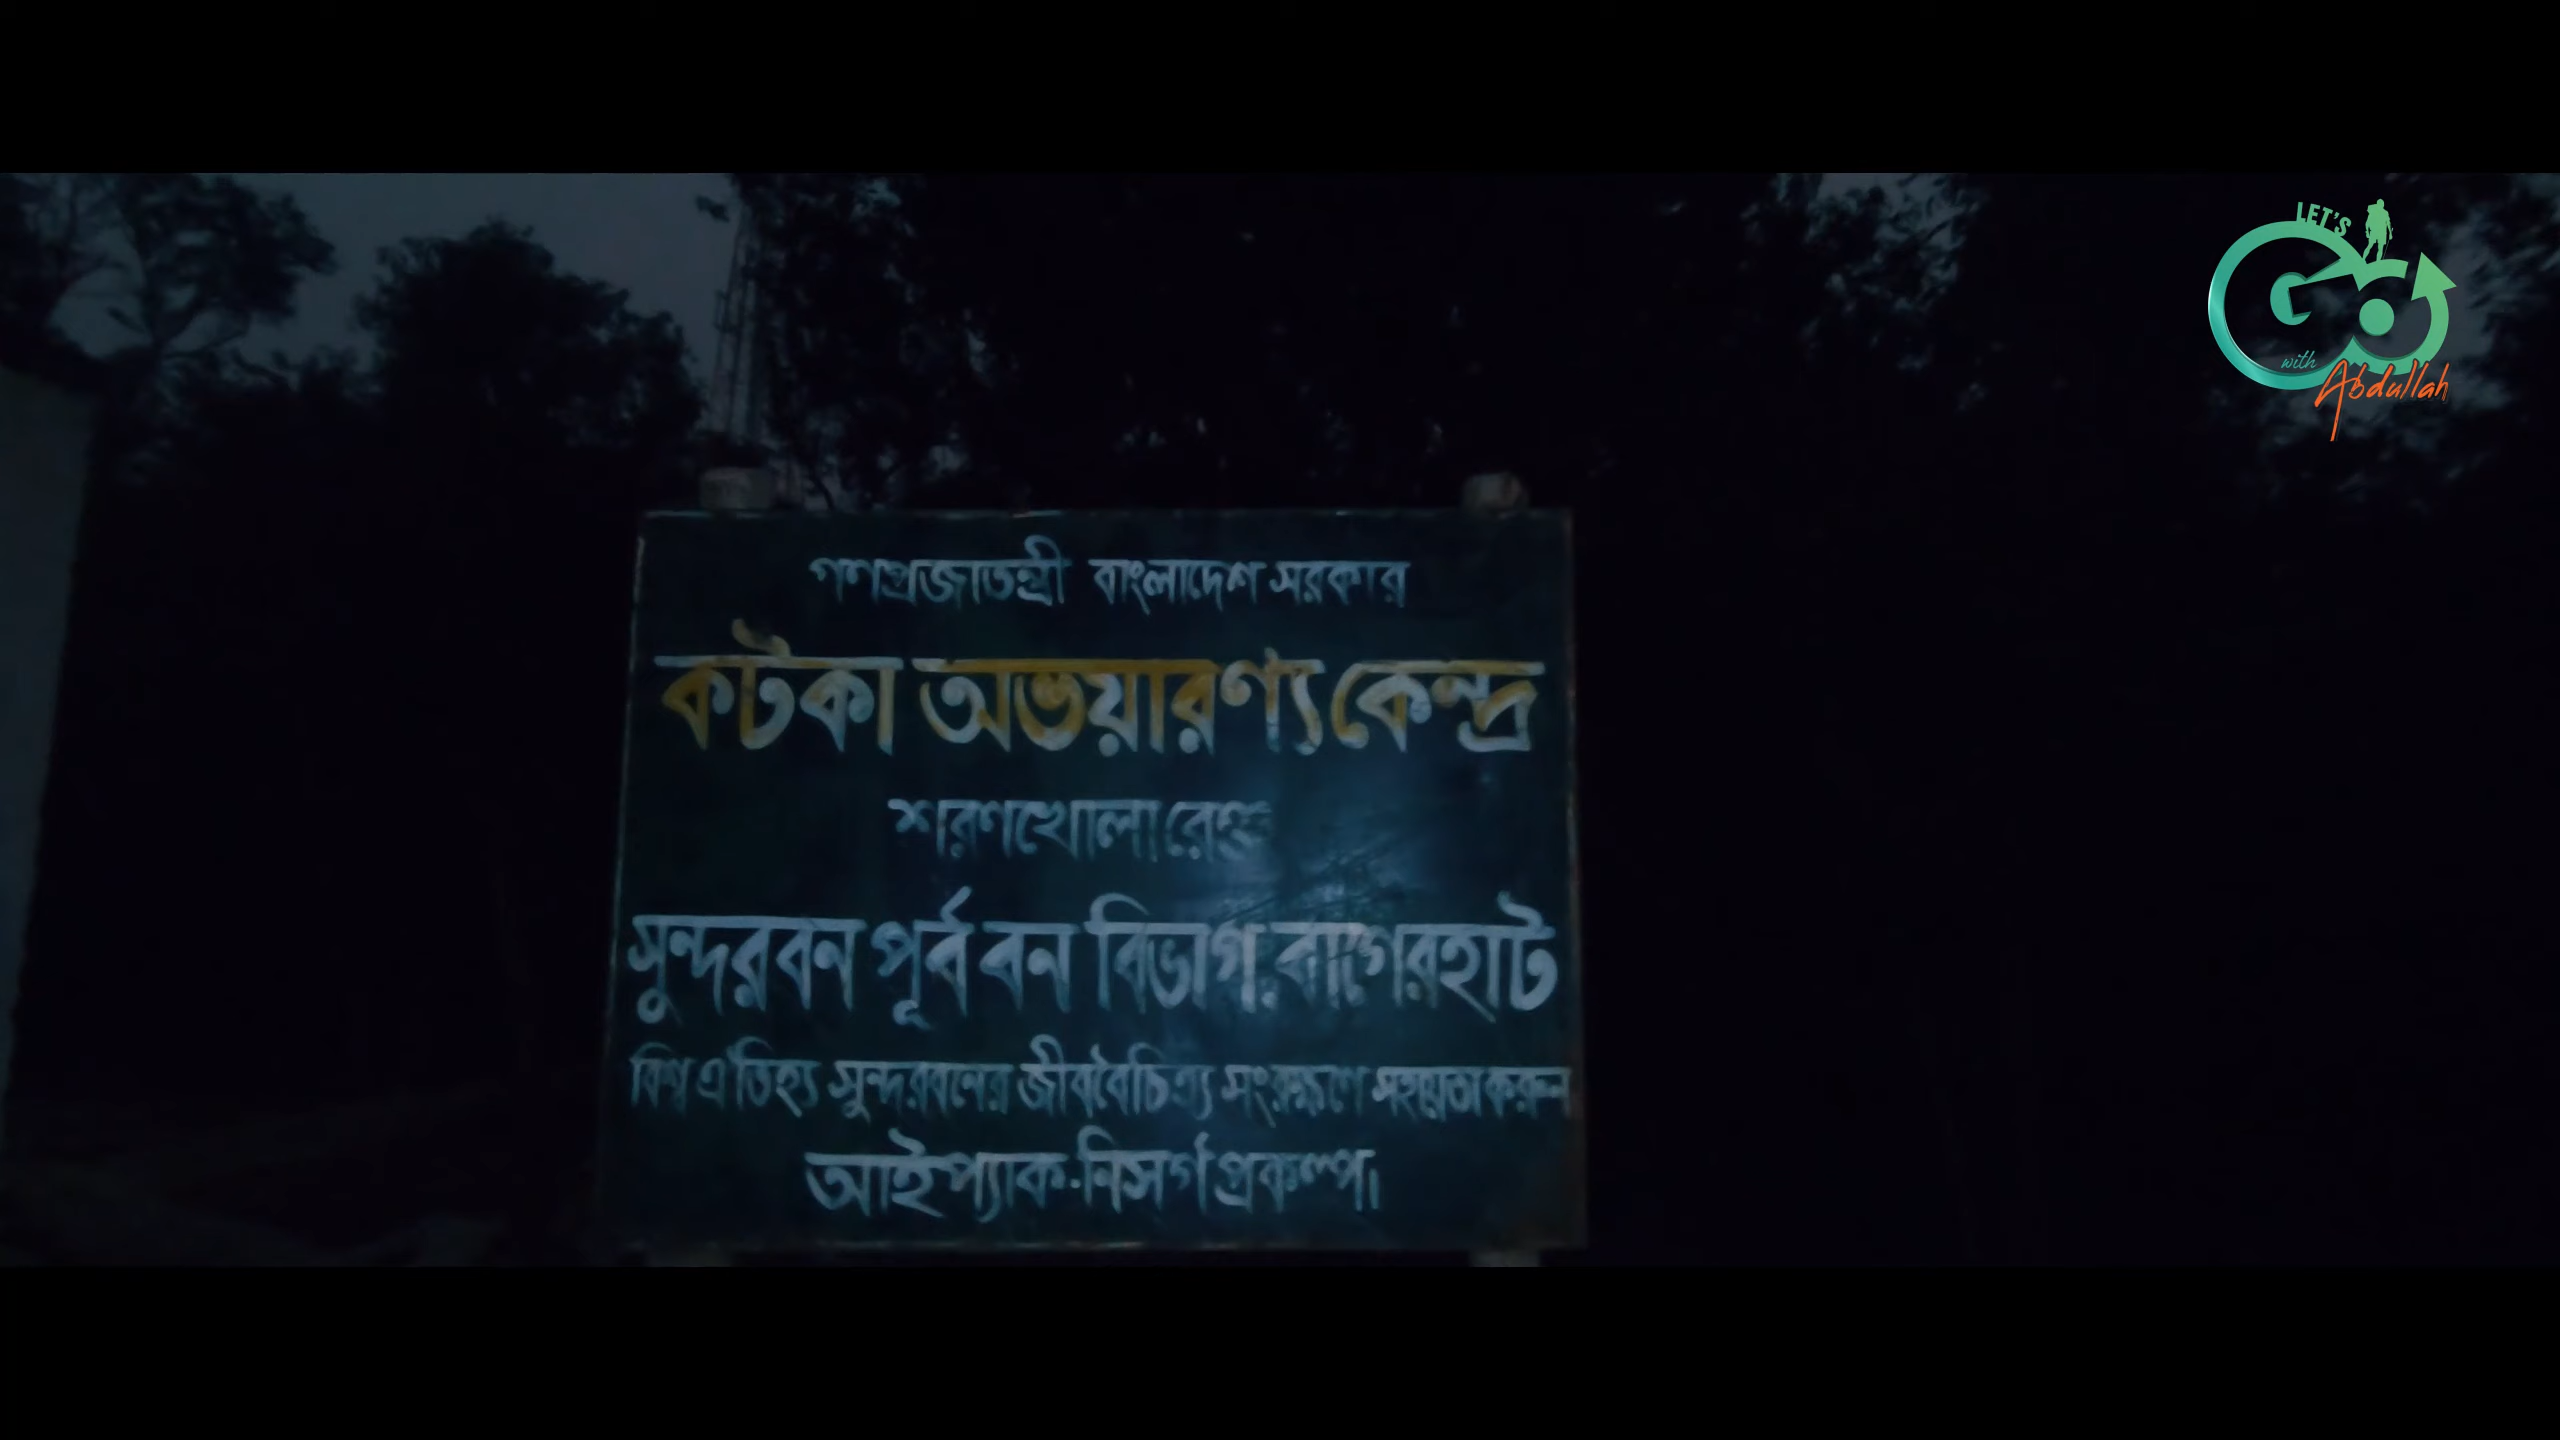 গণপ্রজাতন্ত্রী বাংলাদেশ সরকার
কটকা অভয়ারণ্য কেন্দ্র
শরণখোলা রেঞ্জ
সুন্দরবন পূর্ব বন বিভাগ, বাগেরহাট
বিশ্ব ঐতিহ্য সুন্দরবনের জীববৈচিত্র্য সংরক্ষণে সহায়তা করুন
আইপ্যাক-নিসর্গ প্রকল্প।
LET'S
GO
with
Abdullah